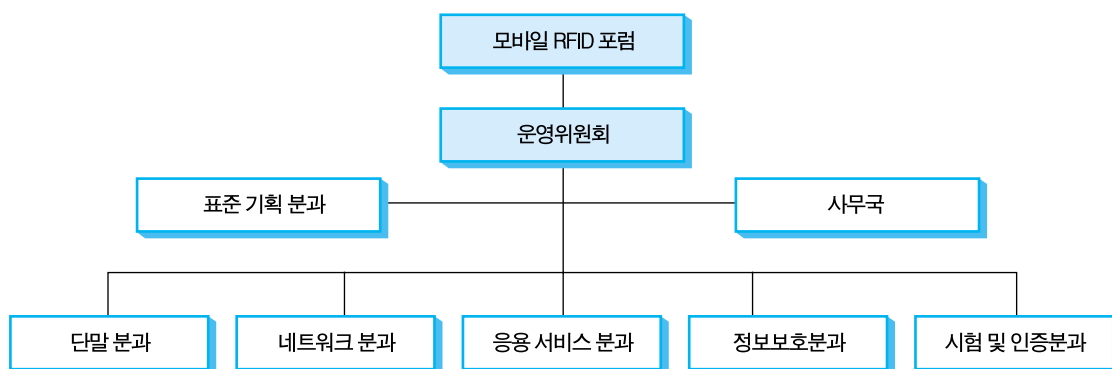 모바일 RFID 포럼
운영위원회
표준 기획 분과
사무국
단말 분과
네트워크 분과
응용 서비스 분과
정보보호분과
시험 및 인증분과